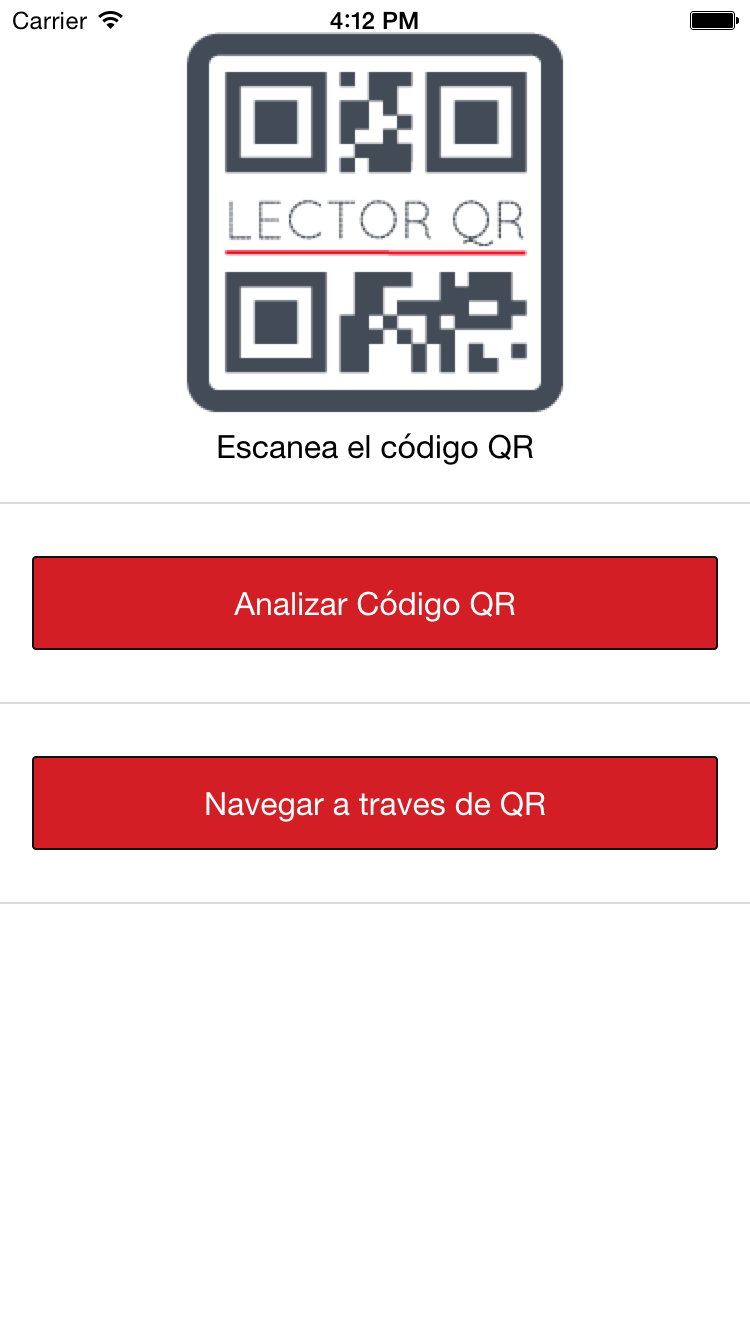 Carrier 4:12 PM
LECTOR QR
Escanea el código QR
Analizar Código QR
Navegar a traves de QR